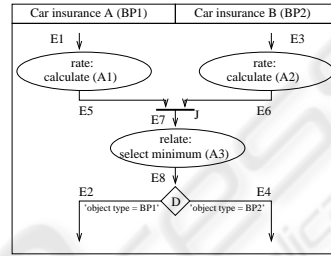 Car insurance A (BP1) Car insurance B (BP2)
E1 E3
rate: rate:
calculate (A1) calculate (A2)
E5 J E6
E7
relate:
select minimum (A3)
E8
E2 D E4
'object type = BP1' 'object type = BP2'